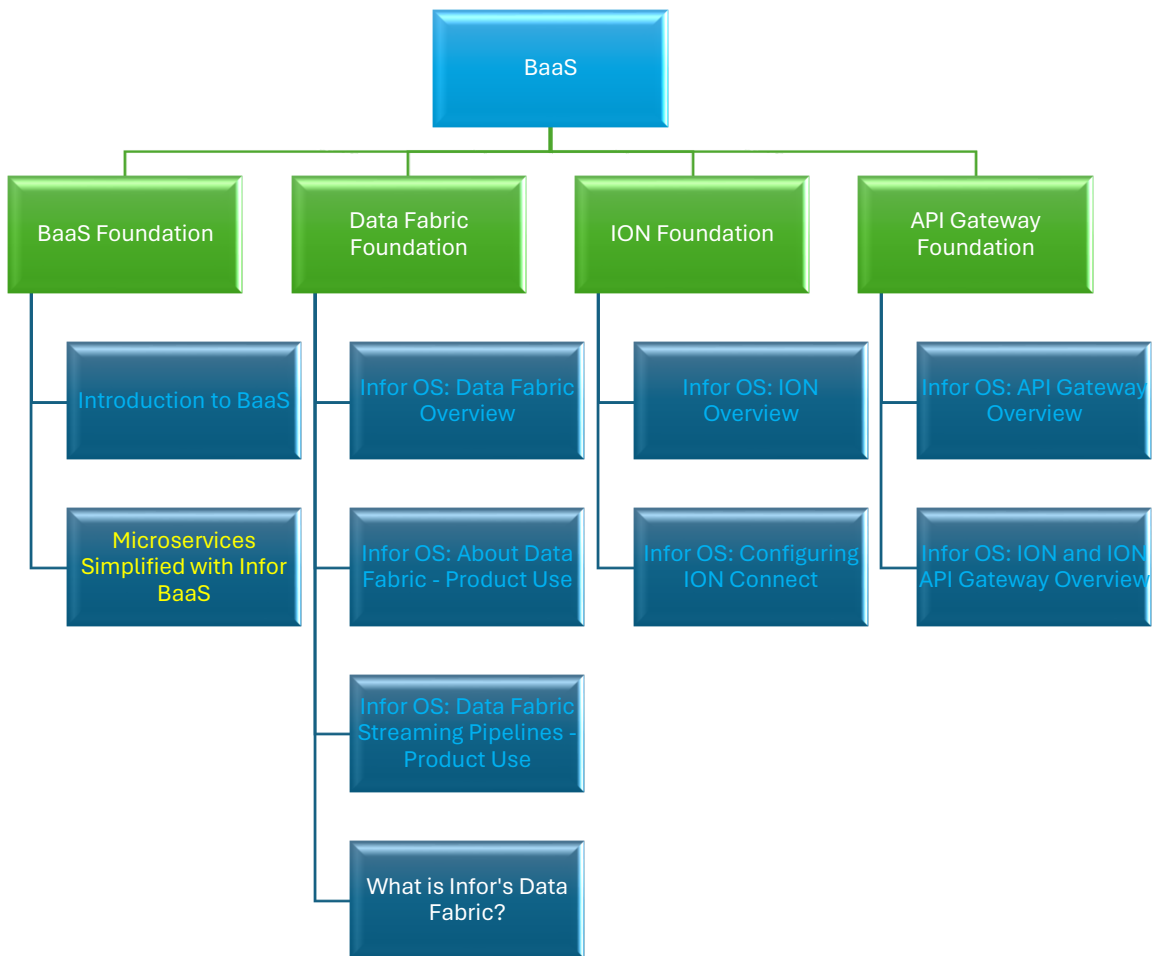 BaaS
BaaS Foundation
Data Fabric
Foundation
ION Foundation
API Gateway
Foundation
Introduction to BaaS
Infor OS: Data Fabric
Overview
Infor OS: ION
Overview
Infor OS: API Gateway
Overview
Microservices
Simplified with Infor
BaaS
Infor OS: About Data
Fabric - Product Use
Infor OS: Configuring
ION Connect
Infor OS: ION and ION
API Gateway Overview
Infor OS: Data Fabric
Streaming Pipelines -
Product Use
What is Infor's Data
Fabric?